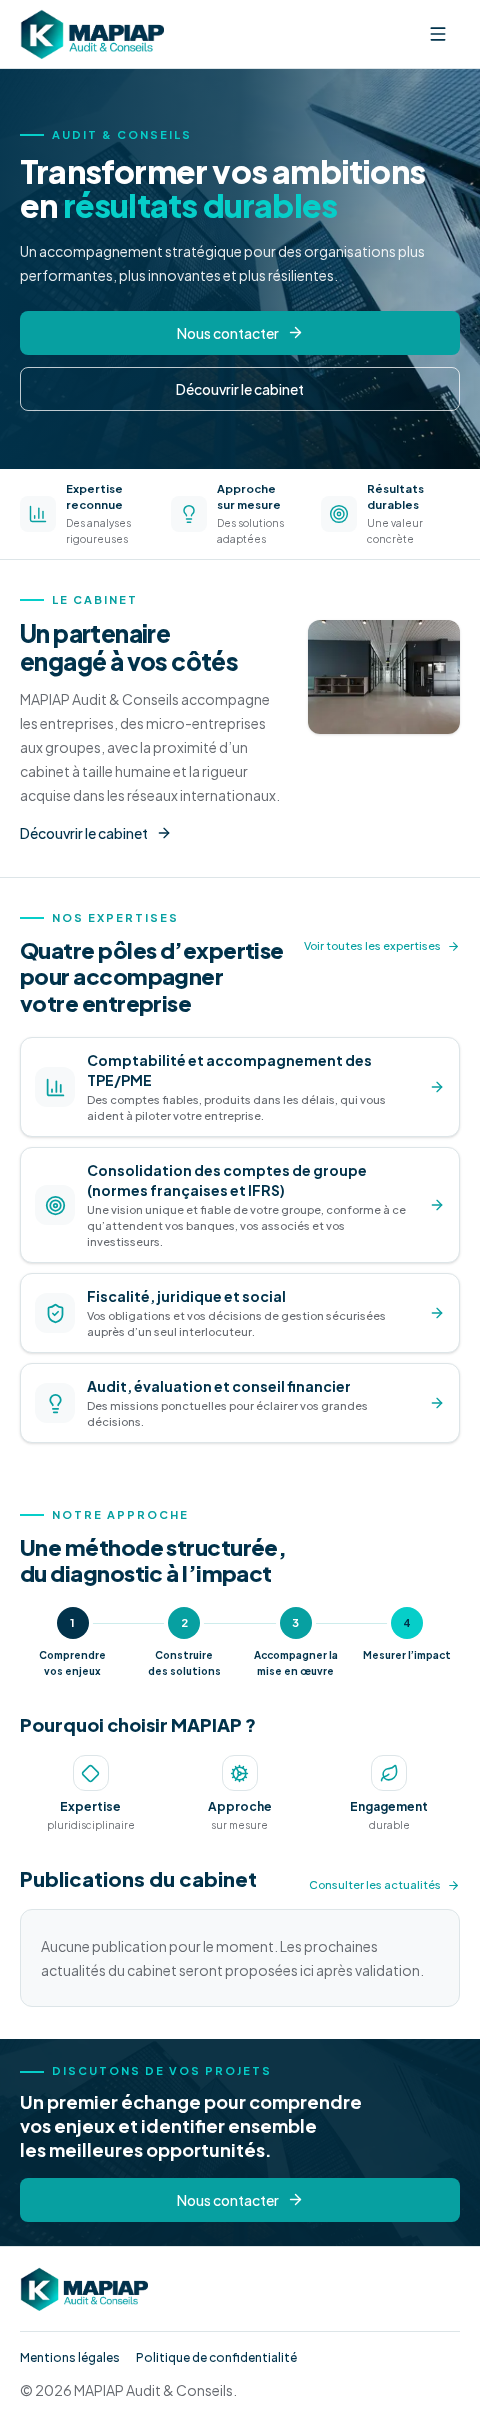 MAPIAP
Audit & Conseils
AUDIT & CONSEILS
Transformer vos ambitions
en résultats durables
Un accompagnement stratégique pour des organisations plus
performantes, plus innovantes et plus résilientes.
Nous contacter
Découvrir le cabinet
Expertise
reconnue
Des analyses
rigoureuses
Approche
sur mesure
Des solutions
adaptées
Résultats
durables
Une valeur
concrète
LE CABINET
Un partenaire
engagé à vos côtés
MAPIAP Audit & Conseils accompagne
les entreprises, des micro-entreprises
aux groupes, avec la proximité d’un
cabinet à taille humaine et la rigueur
acquise dans les réseaux internationaux.
Découvrir le cabinet
NOS EXPERTISES
Quatre pôles d’expertise
pour accompagner
votre entreprise
Voir toutes les expertises
Comptabilité et accompagnement des
TPE/PME
Des comptes fiables, produits dans les délais, qui vous
aident à piloter votre entreprise.
Consolidation des comptes de groupe
(normes françaises et IFRS)
Une vision unique et fiable de votre groupe, conforme à ce
qu’attendent vos banques, vos associés et vos
investisseurs.
Fiscalité, juridique et social
Vos obligations et vos décisions de gestion sécurisées
auprès d’un seul interlocuteur.
Audit, évaluation et conseil financier
Des missions ponctuelles pour éclairer vos grandes
décisions.
NOTRE APPROCHE
Une méthode structurée,
du diagnostic à l’impact
1
Comprendre
vos enjeux
2
Construire
des solutions
3
Accompagner la
mise en œuvre
4
Mesurer l’impact
Pourquoi choisir MAPIAP ?
Expertise
pluridisciplinaire
Approche
sur mesure
Engagement
durable
Publications du cabinet
Consulter les actualités
Aucune publication pour le moment. Les prochaines
actualités du cabinet seront proposées ici après validation.
DISCUTONS DE VOS PROJETS
Un premier échange pour comprendre
vos enjeux et identifier ensemble
les meilleures opportunités.
Nous contacter
MAPIAP
Audit & Conseils
Mentions légales
Politique de confidentialité
© 2026 MAPIAP Audit & Conseils.